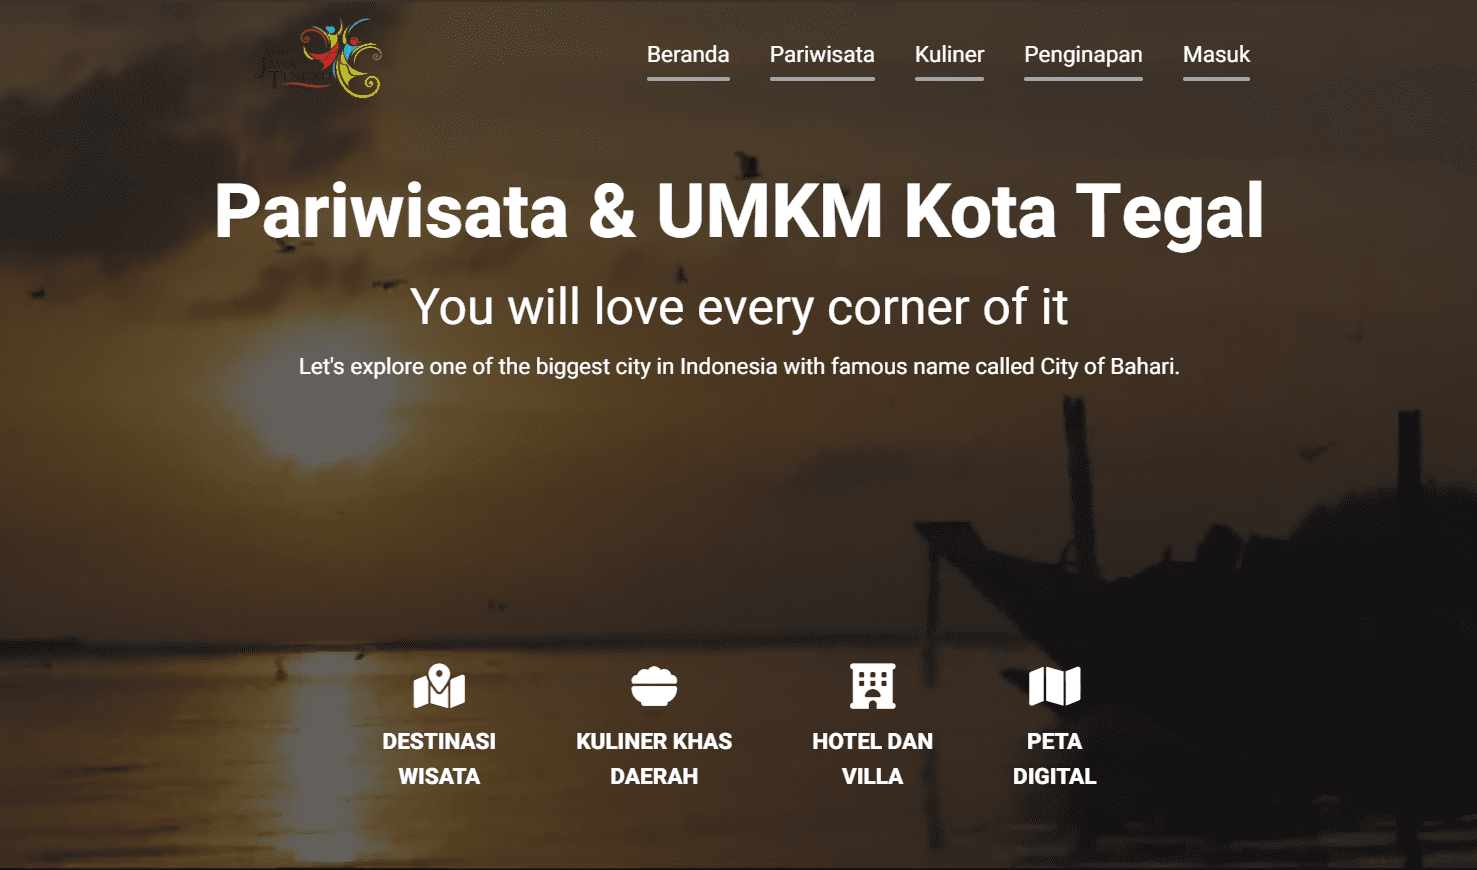 JAWA
TENGAH
Beranda Pariwisata Kuliner Penginapan Masuk
Pariwisata & UMKM Kota Tegal
You will love every corner of it
Let's explore one of the biggest city in Indonesia with famous name called City of Bahari.
DESTINASI
WISATA
KULINER KHAS
DAERAH
HOTEL DAN
VILLA
PETA
DIGITAL